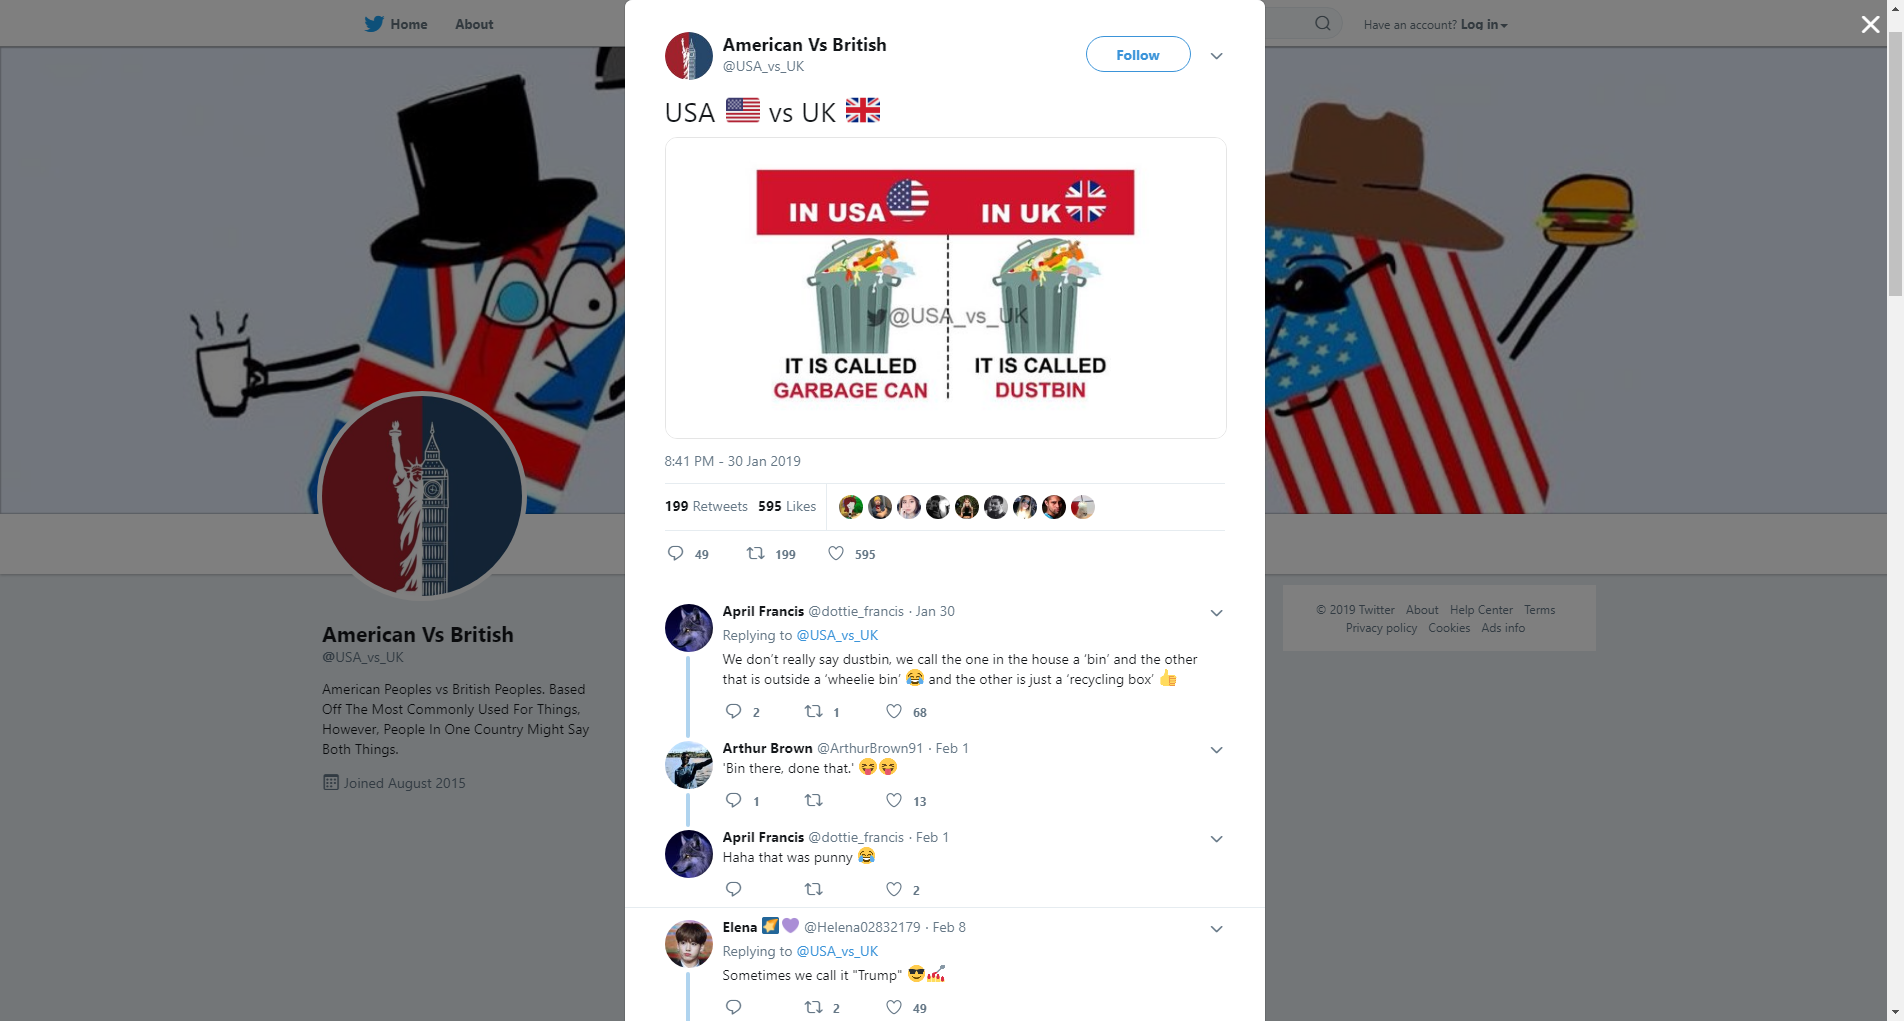 Home
About
Have an account? Log in
American Vs British
@USA_vs_UK
Follow
USA vs UK
IN USA
IN UK
@USA_vs_UK
IT IS CALLED
GARBAGE CAN
IT IS CALLED
DUSTBIN
8:41 PM - 30 Jan 2019
199 Retweets 595 Likes
49
199
595
April Francis @dottie_francis · Jan 30
Replying to @USA_vs_UK
We don’t really say dustbin, we call the one in the house a ‘bin’ and the other
that is outside a ‘wheelie bin’ 😂 and the other is just a ‘recycling box’ 👍
2
1
68
Arthur Brown @ArthurBrown91 · Feb 1
'Bin there, done that.' 😝😝
1
13
April Francis @dottie_francis · Feb 1
Haha that was punny 😂
2
Elena 💜 @Helena02832179 · Feb 8
Replying to @USA_vs_UK
Sometimes we call it "Trump" 😎💅
2
49
American Vs British
@USA_vs_UK
American Peoples vs British Peoples. Based
Off The Most Commonly Used For Things,
However, People In One Country Might Say
Both Things.
Joined August 2015
© 2019 Twitter About Help Center Terms
Privacy policy Cookies Ads info